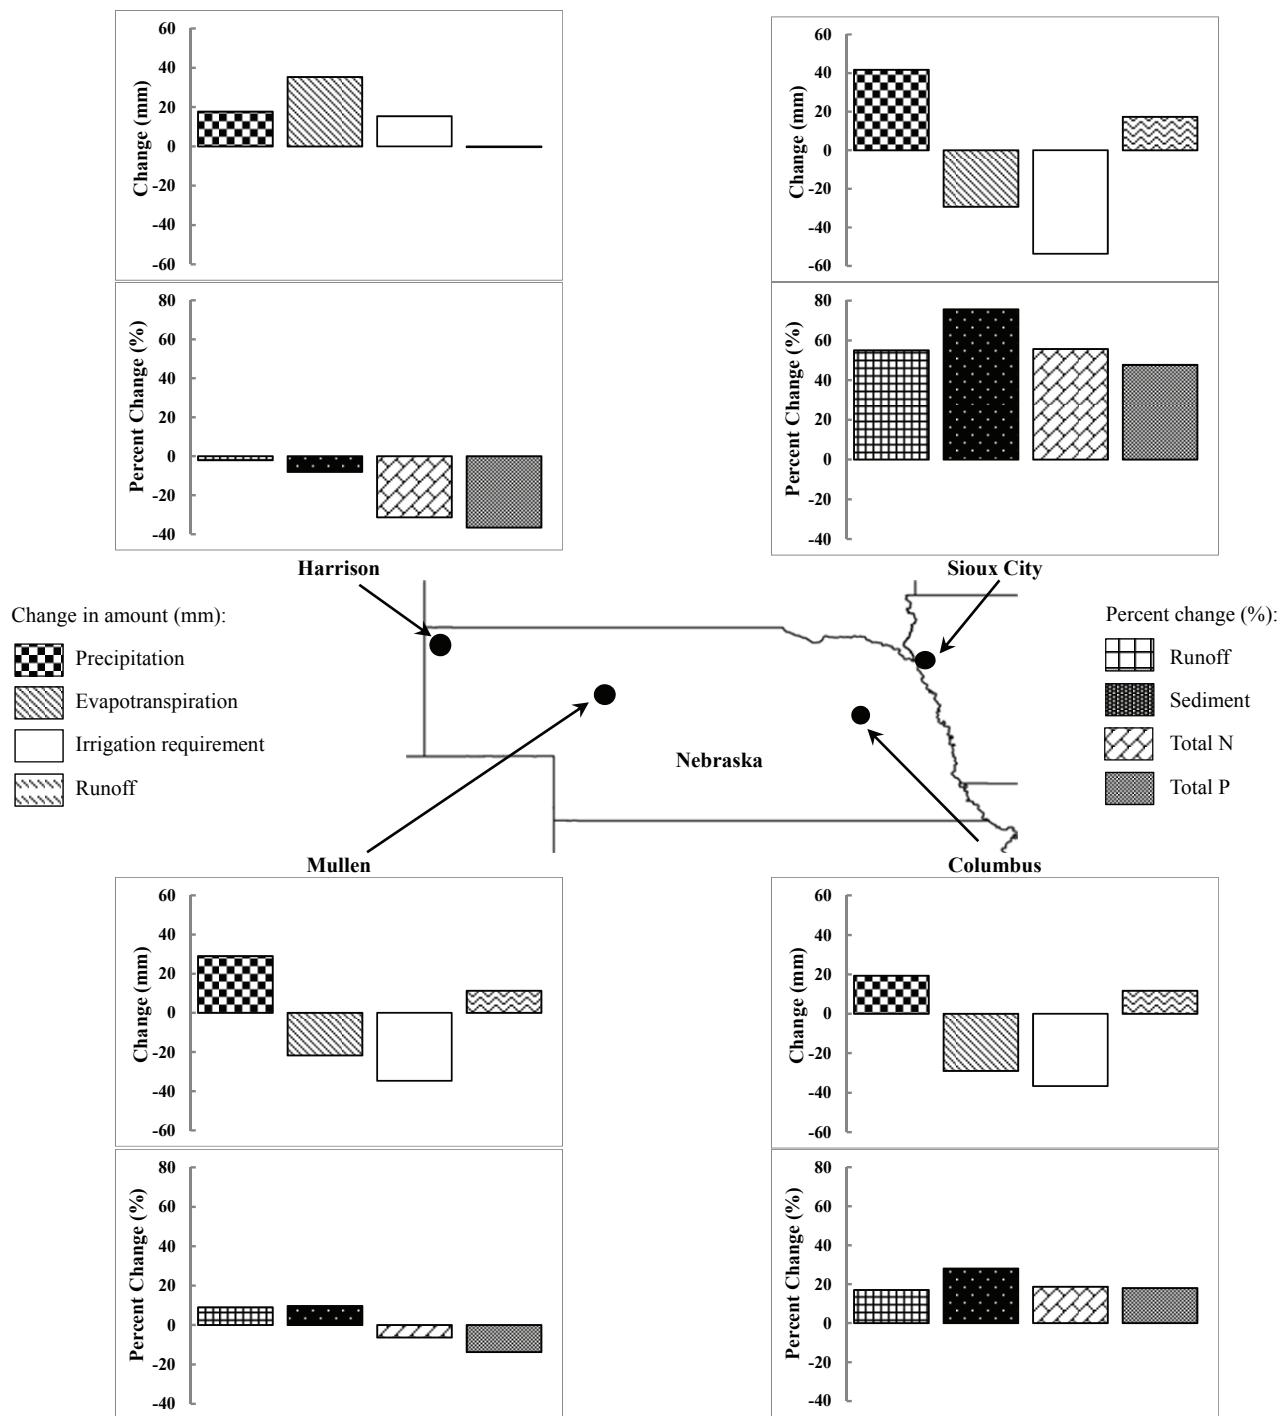 60
40
20
0
-20
-40
-60
Change (mm)
60
40
20
0
-20
-40
-60
Change (mm)
80
60
40
20
0
-20
-40
Percent Change (%)
80
60
40
20
0
-20
-40
Percent Change (%)
Harrison
Sioux City
Change in amount (mm):
Precipitation
Evapotranspiration
Irrigation requirement
Runoff
Nebraska
Percent change (%):
Runoff
Sediment
Total N
Total P
Mullen
Columbus
60
40
20
0
-20
-40
-60
Change (mm)
60
40
20
0
-20
-40
-60
Change (mm)
80
60
40
20
0
-20
-40
Percent Change (%)
80
60
40
20
0
-20
-40
Percent Change (%)